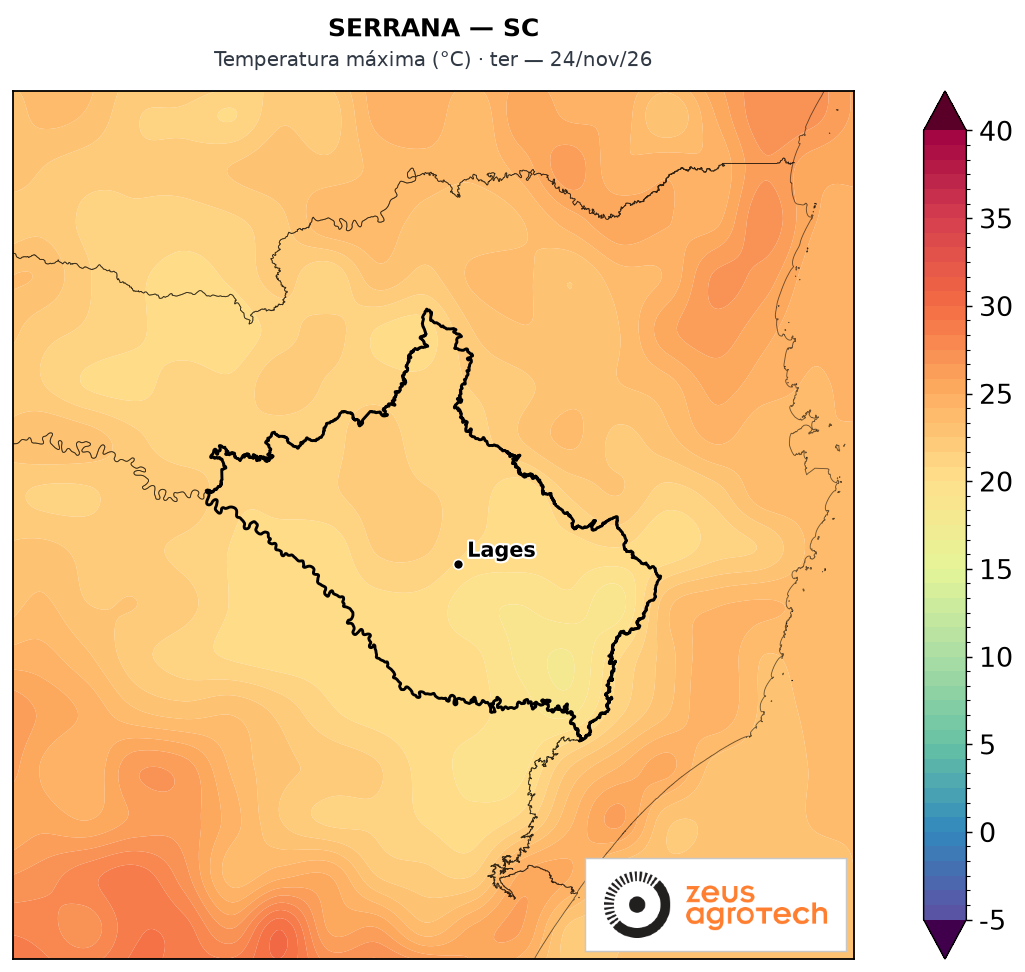 SERRANA — SC
Temperatura máxima (°C) · ter — 24/nov/26
40
35
30
25
20
15
10
5
0
-5
Lages
zeus
agrotech